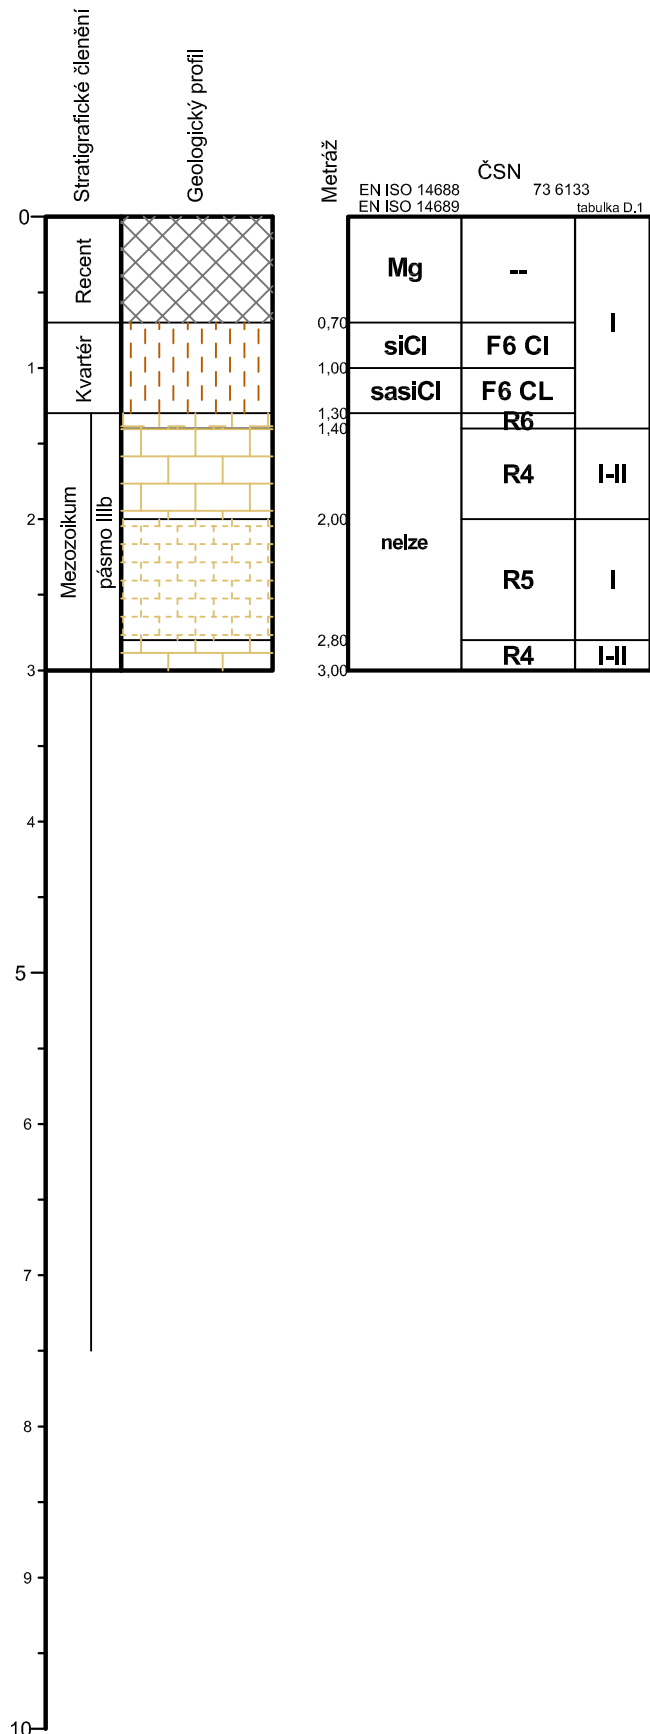 Stratigrafické členění
Geologický profil
Metráž
ČSN
EN ISO 14688 73 6133
EN ISO 14689 tabulka D.1
0
Recent
Mg -- I
0,70
Kvartér
siCl F6 CI
1
1,00
sasiCl F6 CL
1,30
R6
1,40
Mezozoikum
pásmo IIIb
R4 I-II
2
2,00
nelze
R5 I
2,80
R4 I-II
3
3,00
4
5
6
7
8
9
10